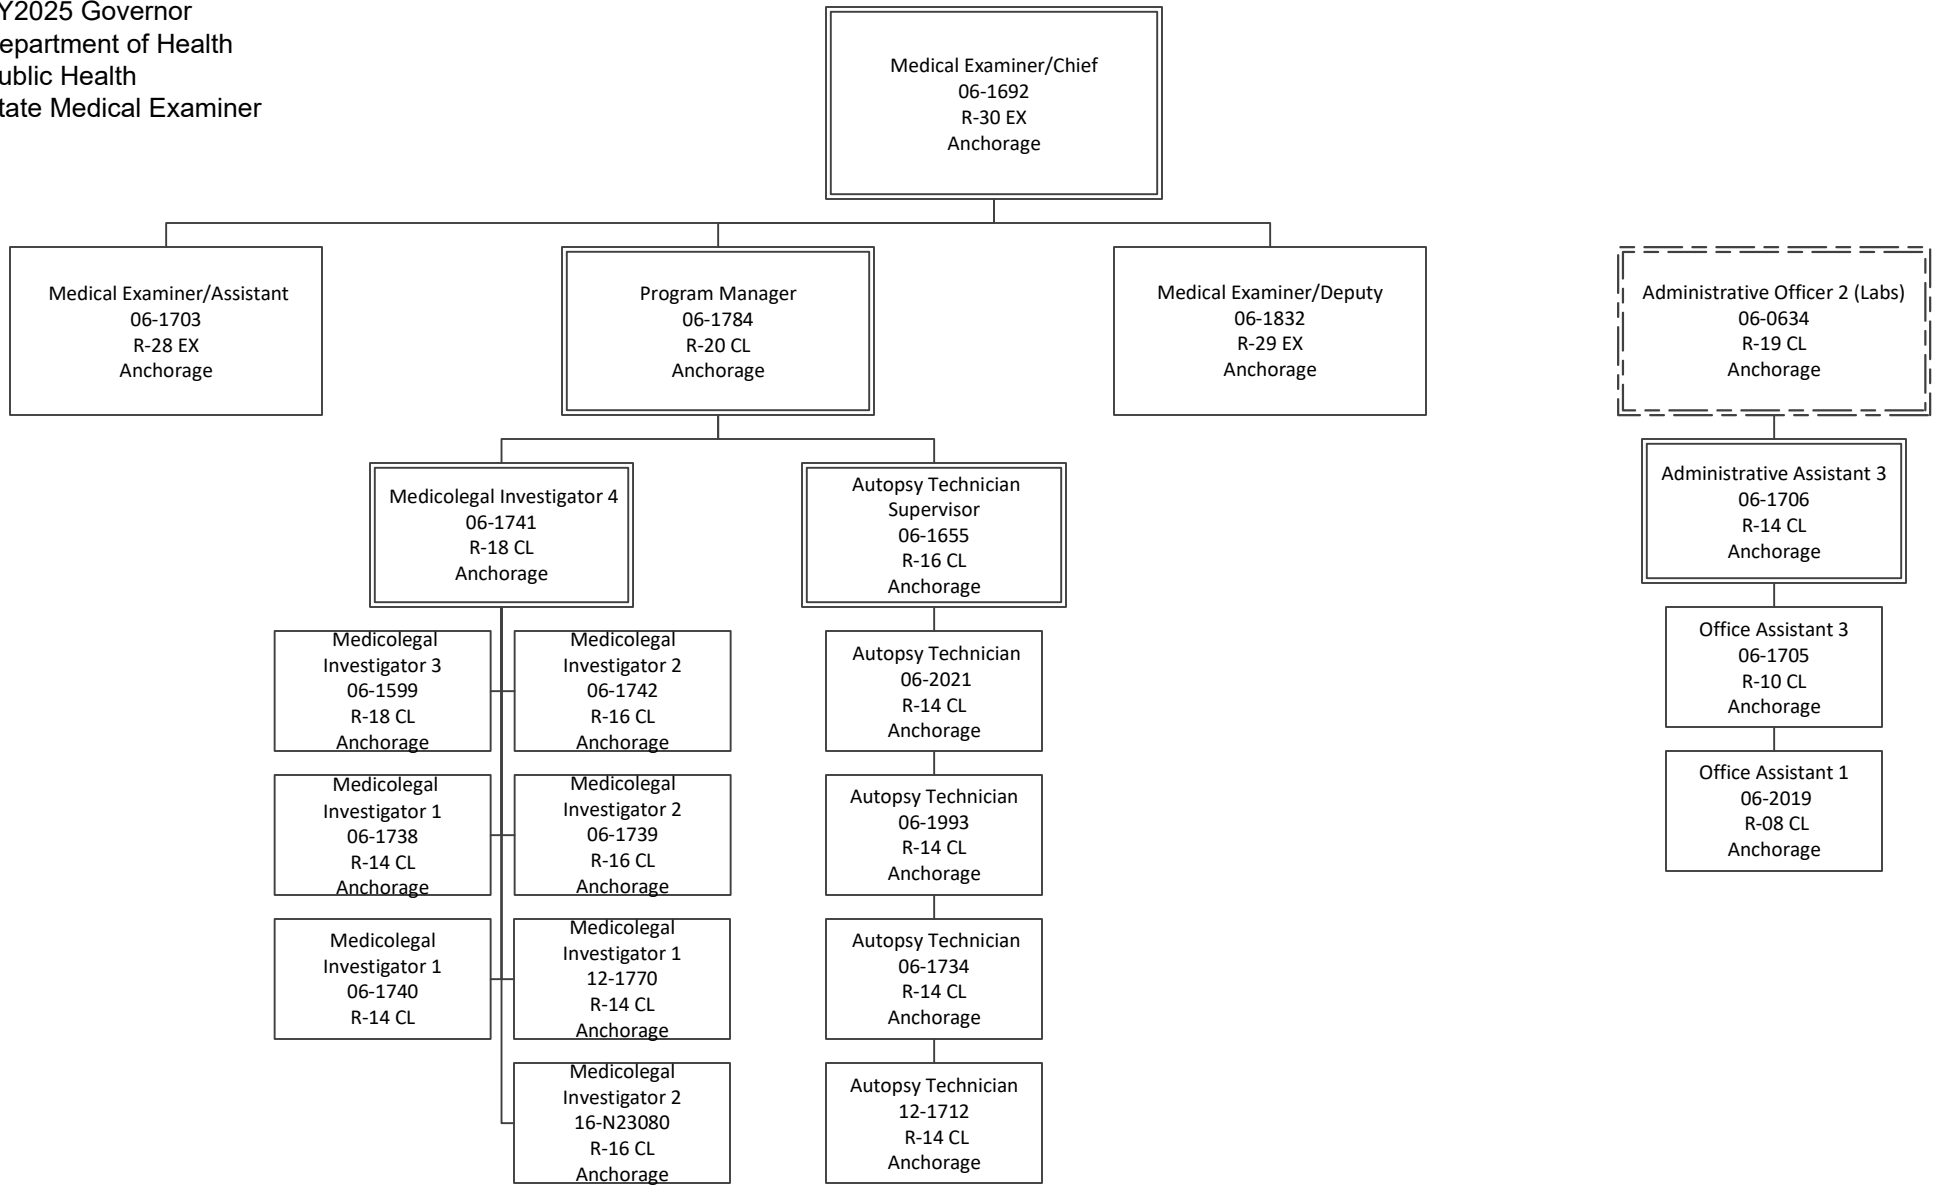 Y2025 Governor
epartment of Health
ublic Health
tate Medical Examiner
Medical Examiner/Chief
06-1692
R-30 EX
Anchorage
Medical Examiner/Assistant
06-1703
R-28 EX
Anchorage
Program Manager
06-1784
R-20 CL
Anchorage
Medical Examiner/Deputy
06-1832
R-29 EX
Anchorage
Administrative Officer 2 (Labs)
06-0634
R-19 CL
Anchorage
Medicolegal Investigator 4
06-1741
R-18 CL
Anchorage
Autopsy Technician
Supervisor
06-1655
R-16 CL
Anchorage
Administrative Assistant 3
06-1706
R-14 CL
Anchorage
Medicolegal
Investigator 3
06-1599
R-18 CL
Anchorage
Medicolegal
Investigator 2
06-1742
R-16 CL
Anchorage
Autopsy Technician
06-2021
R-14 CL
Anchorage
Office Assistant 3
06-1705
R-10 CL
Anchorage
Medicolegal
Investigator 1
06-1738
R-14 CL
Anchorage
Medicolegal
Investigator 2
06-1739
R-16 CL
Anchorage
Autopsy Technician
06-1993
R-14 CL
Anchorage
Office Assistant 1
06-2019
R-08 CL
Anchorage
Medicolegal
Investigator 1
06-1740
R-14 CL
Medicolegal
Investigator 1
12-1770
R-14 CL
Anchorage
Autopsy Technician
06-1734
R-14 CL
Anchorage
Medicolegal
Investigator 2
16-N23080
R-16 CL
Anchorage
Autopsy Technician
12-1712
R-14 CL
Anchorage